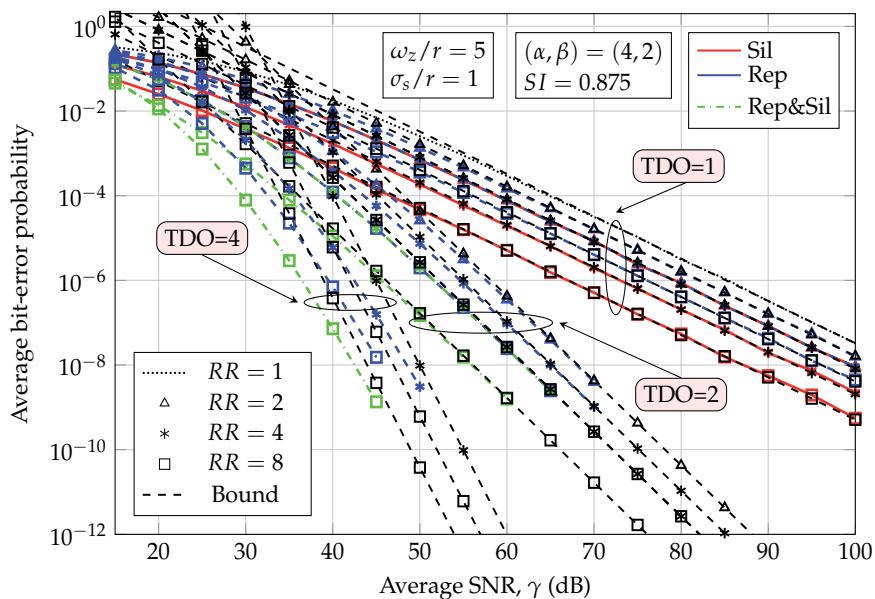 10^0
10^-2
10^-4
10^-6
10^-8
10^-10
10^-12
Average bit-error probability
ω_z/r = 5
σ_s/r = 1
(α, β) = (4, 2)
SI = 0.875
Sil
Rep
Rep&Sil
TDO=1
TDO=4
TDO=2
RR = 1
RR = 2
RR = 4
RR = 8
Bound
20 30 40 50 60 70 80 90 100
Average SNR, γ (dB)